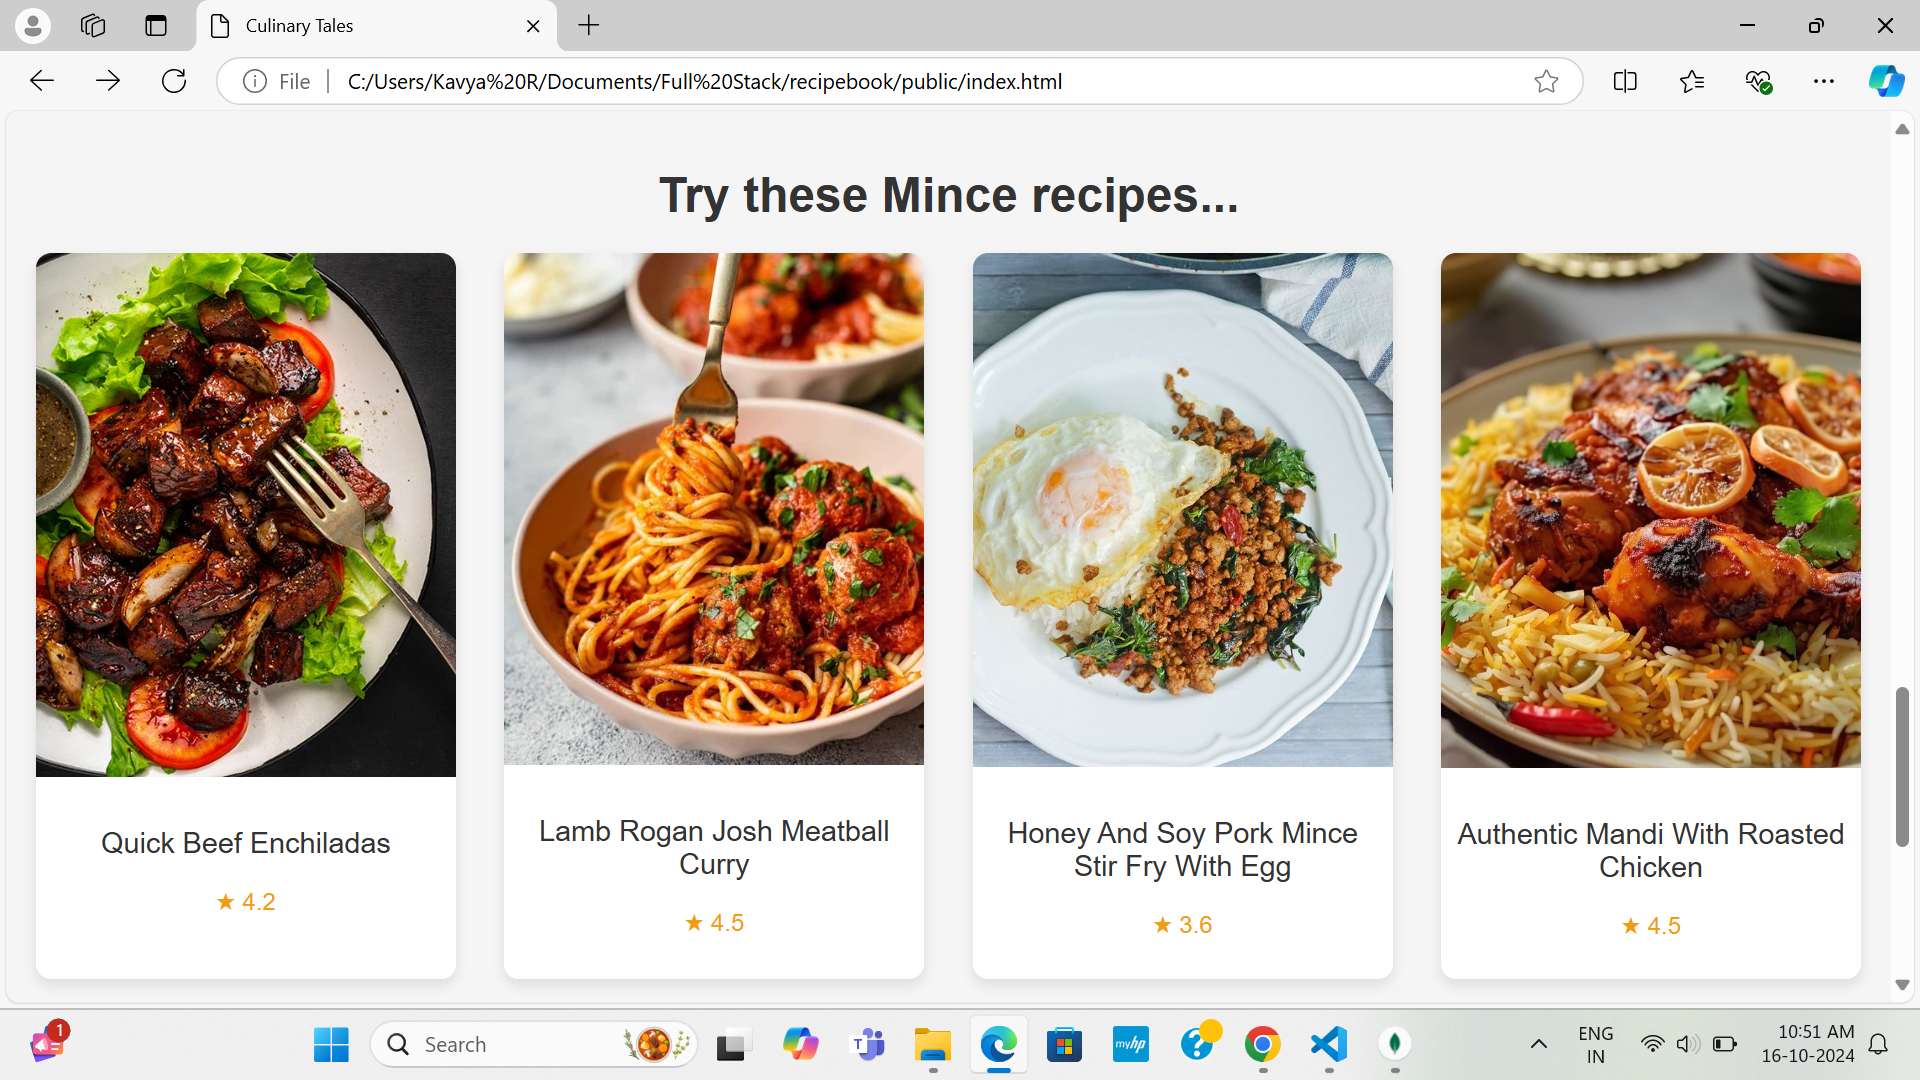 Culinary Tales
File
C:/Users/Kavya%20R/Documents/Full%20Stack/recipebook/public/index.html
Try these Mince recipes...
Quick Beef Enchiladas
★ 4.2
Lamb Rogan Josh Meatball
Curry
★ 4.5
Honey And Soy Pork Mince
Stir Fry With Egg
★ 3.6
Authentic Mandi With Roasted
Chicken
★ 4.5
1
Search
T
myhp
?
ENG
IN
10:51 AM
16-10-2024